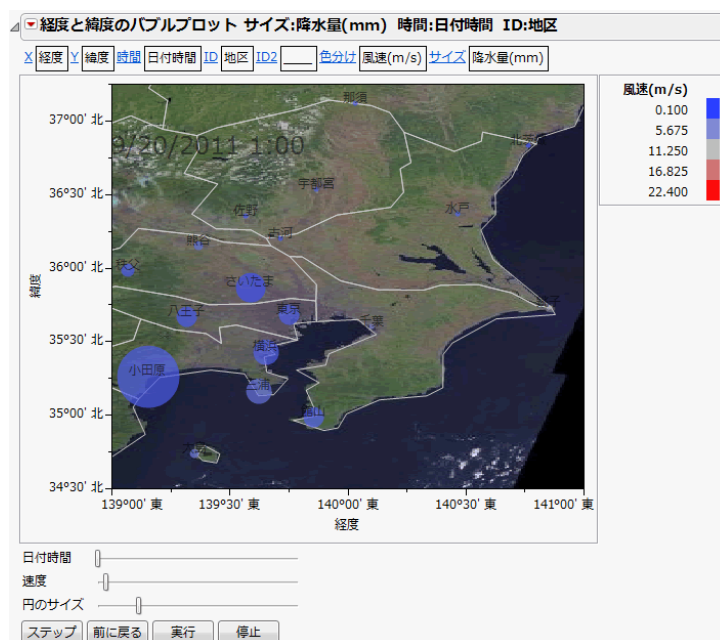 経度と緯度のバブルプロット サイズ:降水量(mm) 時間:日付時間 ID:地区
X 経度 Y 緯度 時間 日付時間 ID 地区 ID2 色分け 風速(m/s) サイズ 降水量(mm)
風速(m/s)
0.100
5.675
11.250
16.825
22.400
37°00' 北
36°30' 北
36°00' 北
35°30' 北
35°00' 北
34°30' 北
緯度
9/20/2011 1:00
那須
宇都宮
佐野
水戸
古河
熊谷
秩父
さいたま
八王子
東京
千葉
横浜
小田原
三浦
館山
139°00' 東
139°30' 東
140°00' 東
140°30' 東
141°00' 東
経度
日付時間
速度
円のサイズ
ステップ 前に戻る 実行 停止